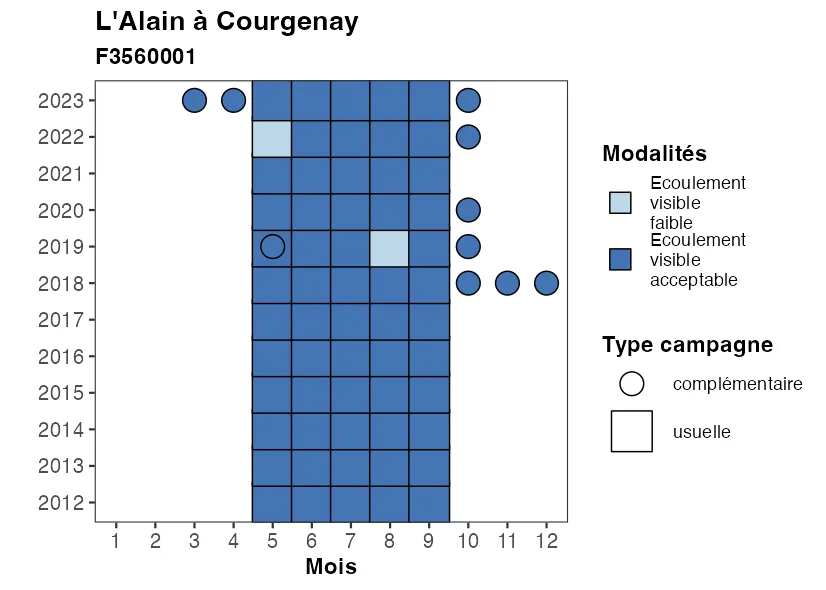 L'Alain à Courgenay
F3560001
2023
2022
2021
2020
2019
2018
2017
2016
2015
2014
2013
2012
1 2 3 4 5 6 7 8 9 10 11 12
Mois
Modalités
Ecoulement
visible
faible
Ecoulement
visible
acceptable
Type campagne
complémentaire
usuelle